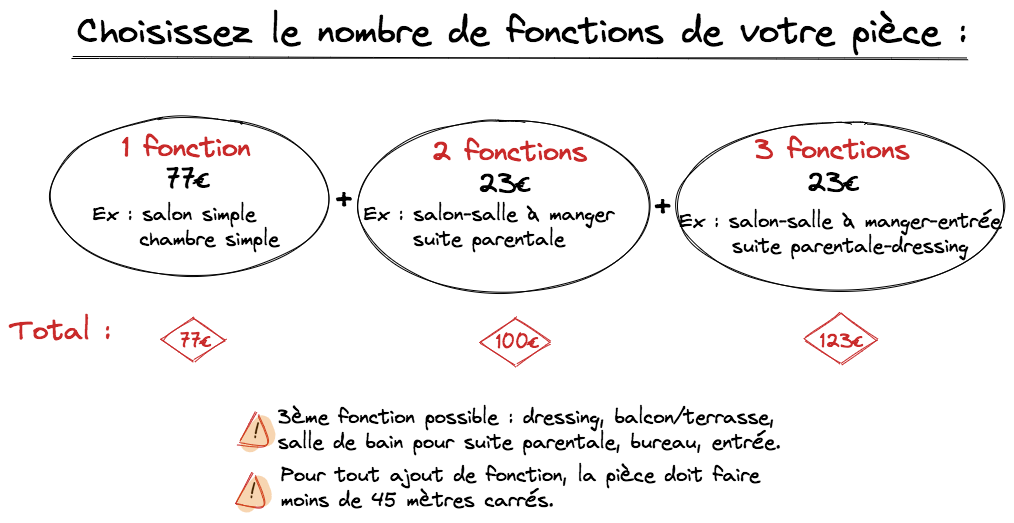 Choisissez le nombre de fonctions de votre pièce :
1 fonction
77€
Ex : salon simple
chambre simple
+
2 fonctions
23€
Ex : salon-salle à manger
suite parentale
+
3 fonctions
23€
Ex : salon-salle à manger-entrée
suite parentale-dressing
Total :
77€
100€
123€
! 3ème fonction possible : dressing, balcon/terrasse,
salle de bain pour suite parentale, bureau, entrée.
! Pour tout ajout de fonction, la pièce doit faire
moins de 45 mètres carrés.